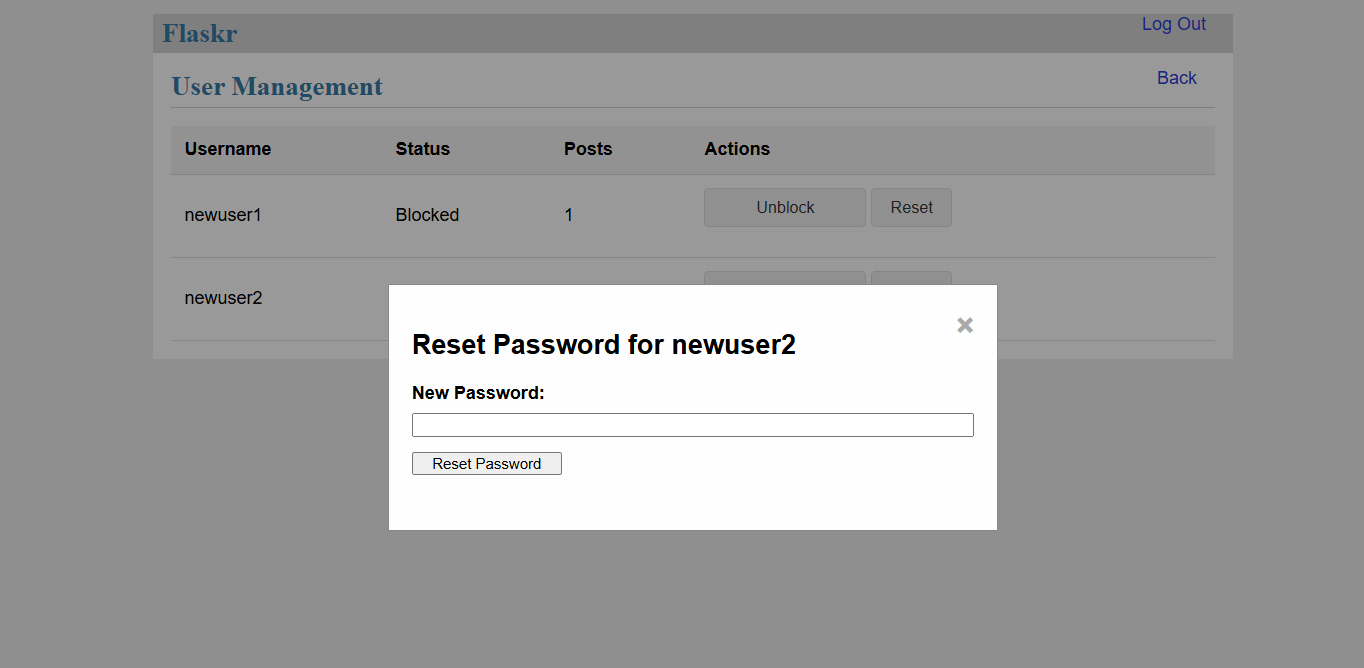 Flaskr
Log Out
User Management
Back
Username Status Posts Actions
newuser1 Blocked 1 Unblock Reset
newuser2
Reset Password for newuser2
×
New Password:
Reset Password